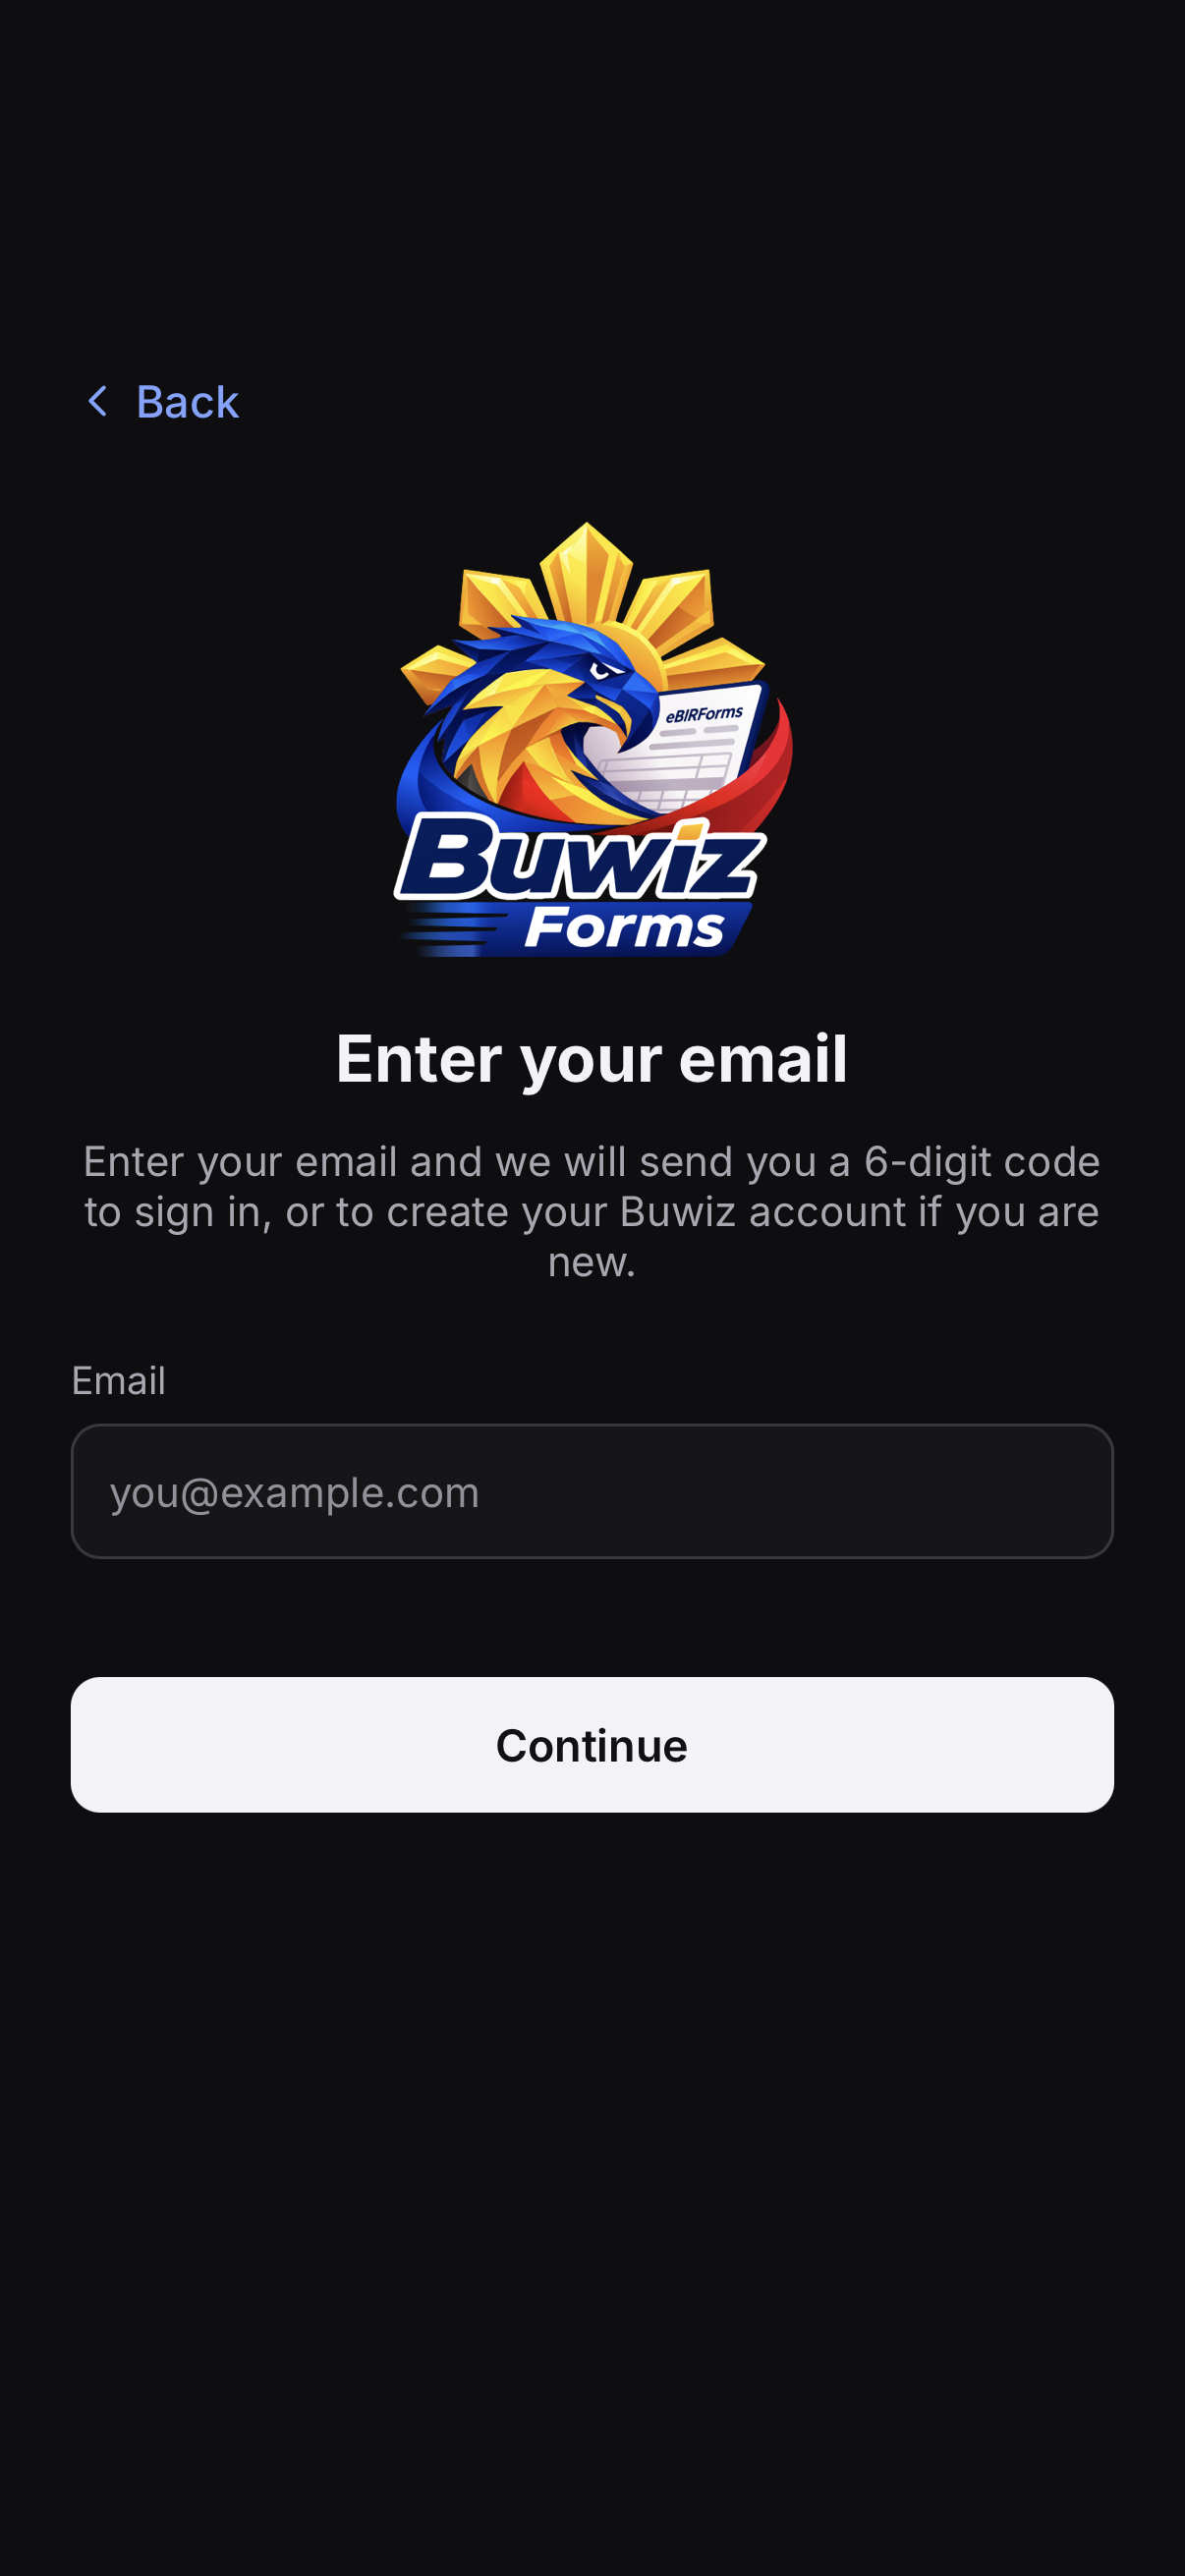 Back
eBIRForms
Buwiz
Forms
Enter your email
Enter your email and we will send you a 6-digit code
to sign in, or to create your Buwiz account if you are
new.
Email
you@example.com
Continue